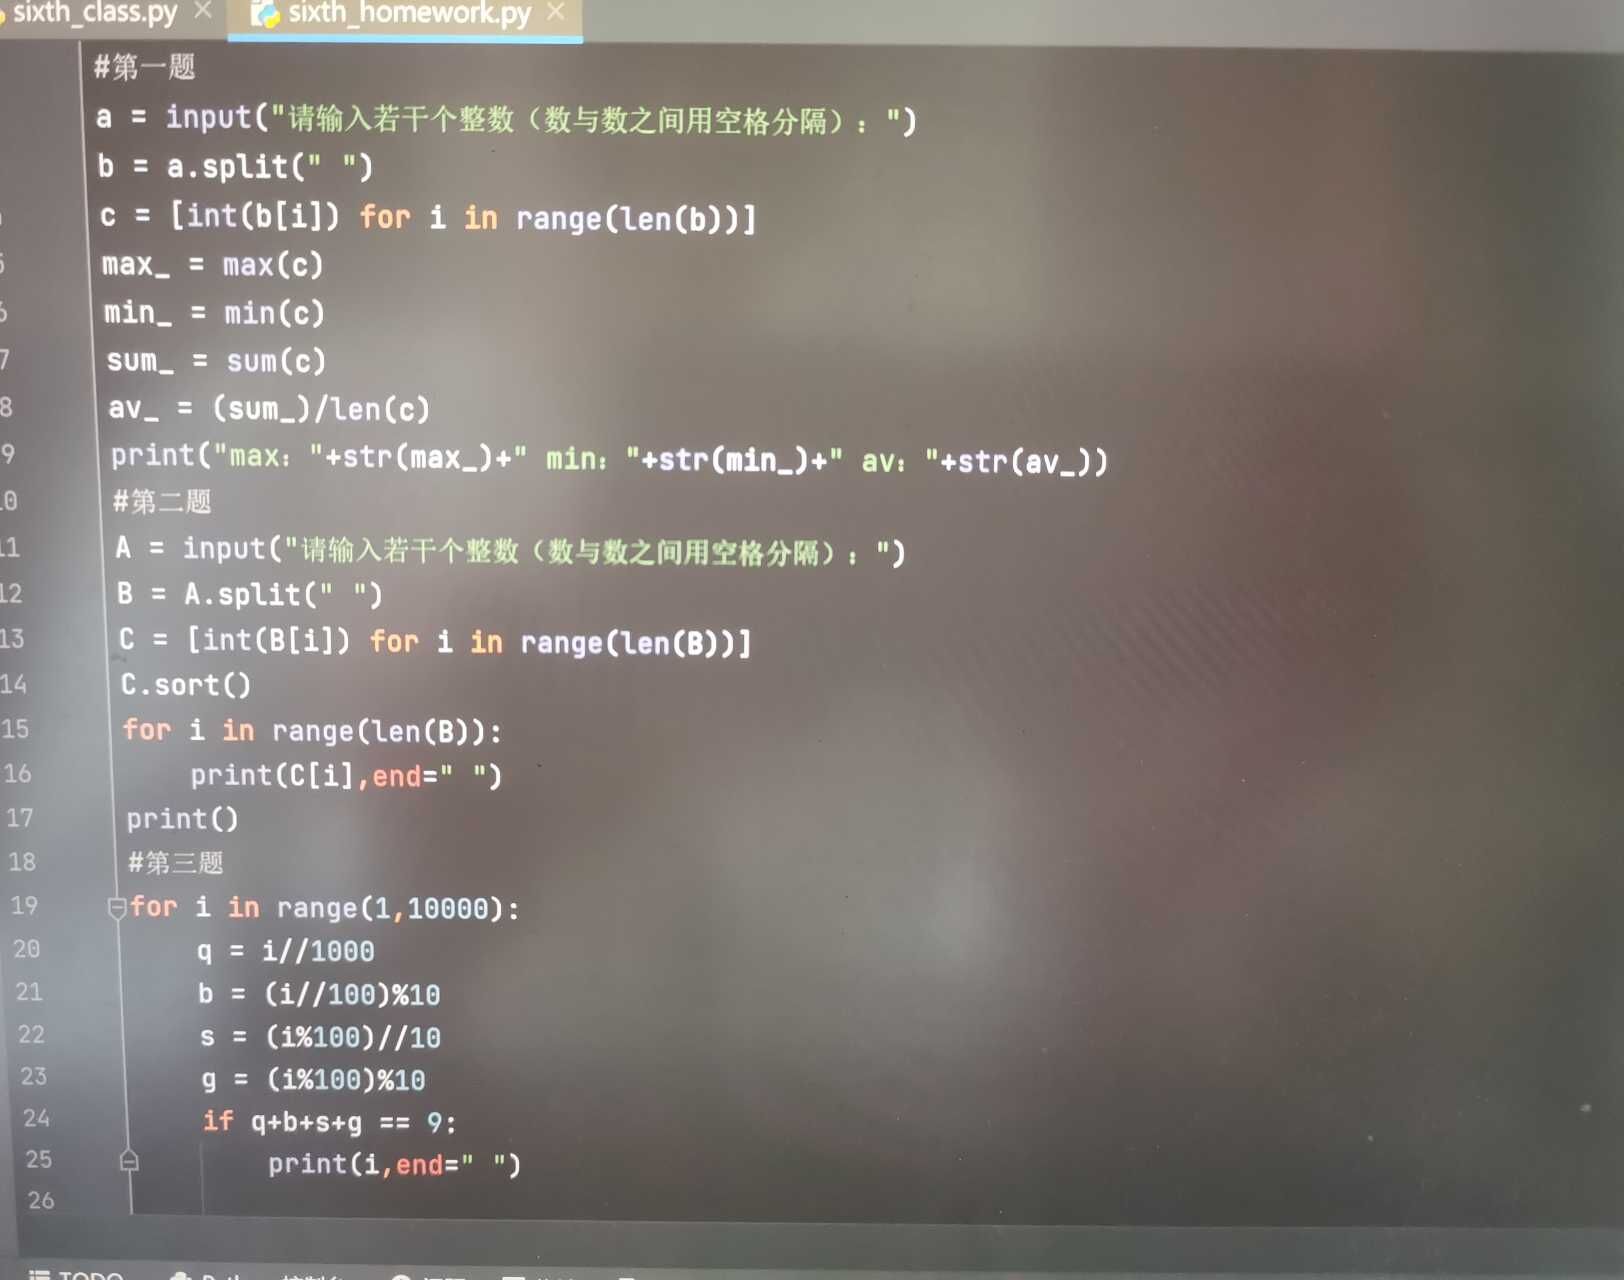 sixth_class.py × sixth_homework.py ×
#第一题
a = input("请输入若干个整数（数与数之间用空格分隔）：")
b = a.split(" ")
c = [int(b[i]) for i in range(len(b))]
max_ = max(c)
6 min_ = min(c)
7 sum_ = sum(c)
8 av_ = (sum_)/len(c)
9 print("max："+str(max_)+" min："+str(min_)+" av："+str(av_))
10 #第二题
11 A = input("请输入若干个整数（数与数之间用空格分隔）：")
12 B = A.split(" ")
13 C = [int(B[i]) for i in range(len(B))]
14 C.sort()
15 for i in range(len(B)):
16 print(C[i],end=" ")
17 print()
18 #第三题
19 for i in range(1,10000):
20 q = i//1000
21 b = (i//100)%10
22 s = (i%100)//10
23 g = (i%100)%10
24 if q+b+s+g == 9:
25 print(i,end=" ")
26
TODO